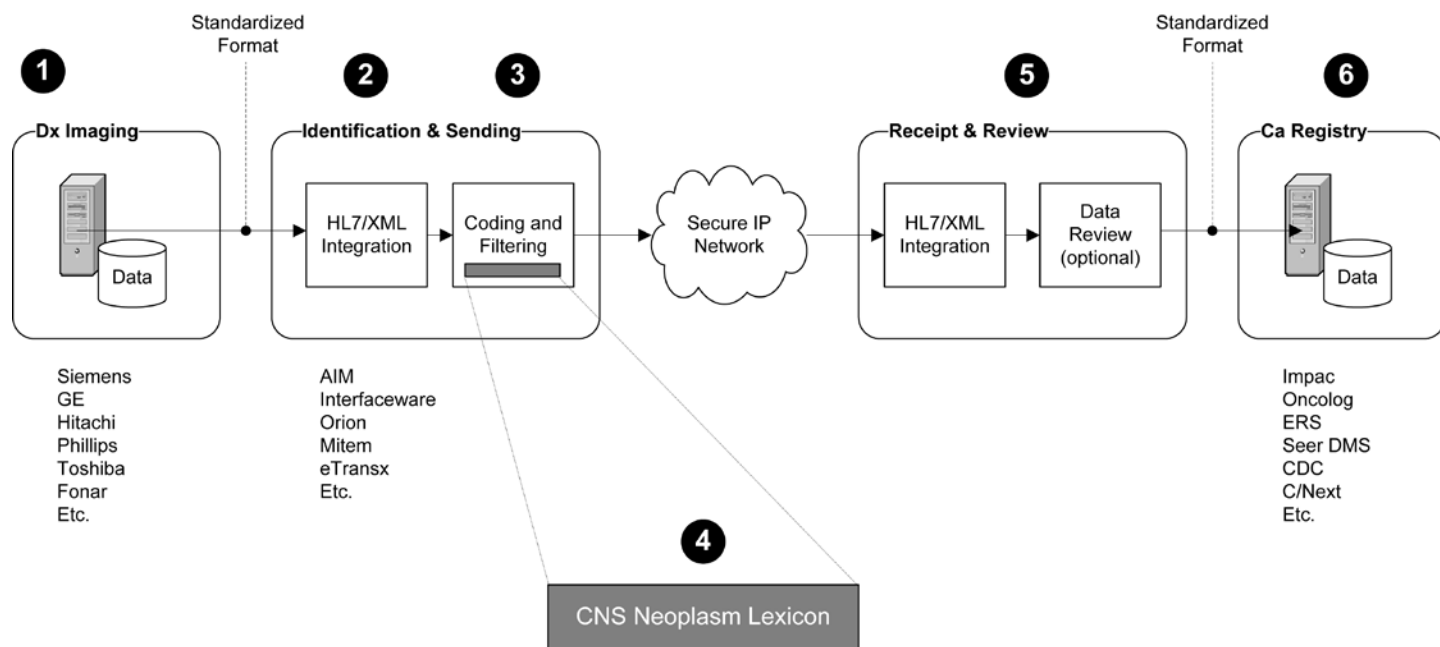 Standardized
Format
Standardized
Format
1
2
3
5
6
Dx Imaging
Identification & Sending
Receipt & Review
Ca Registry
Data
HL7/XML
Integration
Coding and
Filtering
Secure IP
Network
HL7/XML
Integration
Data
Review
(optional)
Data
Siemens
GE
Hitachi
Phillips
Toshiba
Fonar
Etc.
AIM
Interfaceware
Orion
Mitem
eTransx
Etc.
Impac
Oncolog
ERS
Seer DMS
CDC
C/Next
Etc.
4
CNS Neoplasm Lexicon